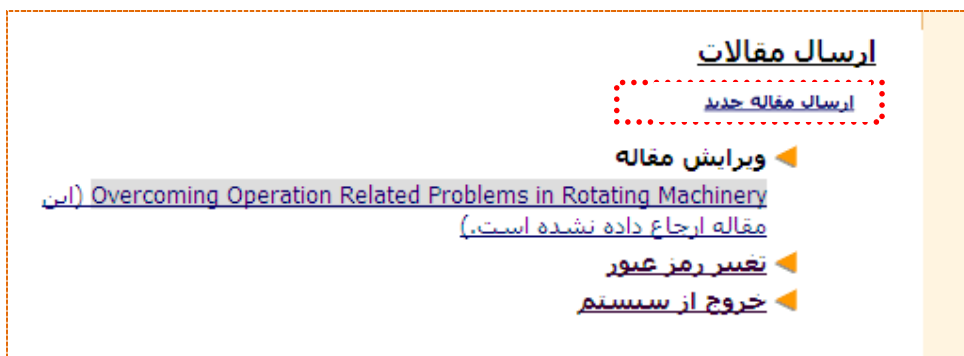 ارسال مقالات
ارسال مقاله جدید
ویرایش مقاله
Overcoming Operation Related Problems in Rotating Machinery (این
مقاله ارجاع داده نشده است.)
تغییر رمز عبور
خروج از سیستم